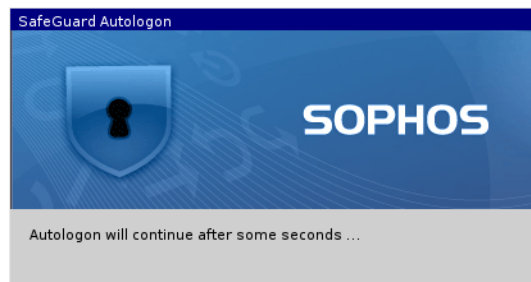 SafeGuard Autologon
SOPHOS
Autologon will continue after some seconds ...